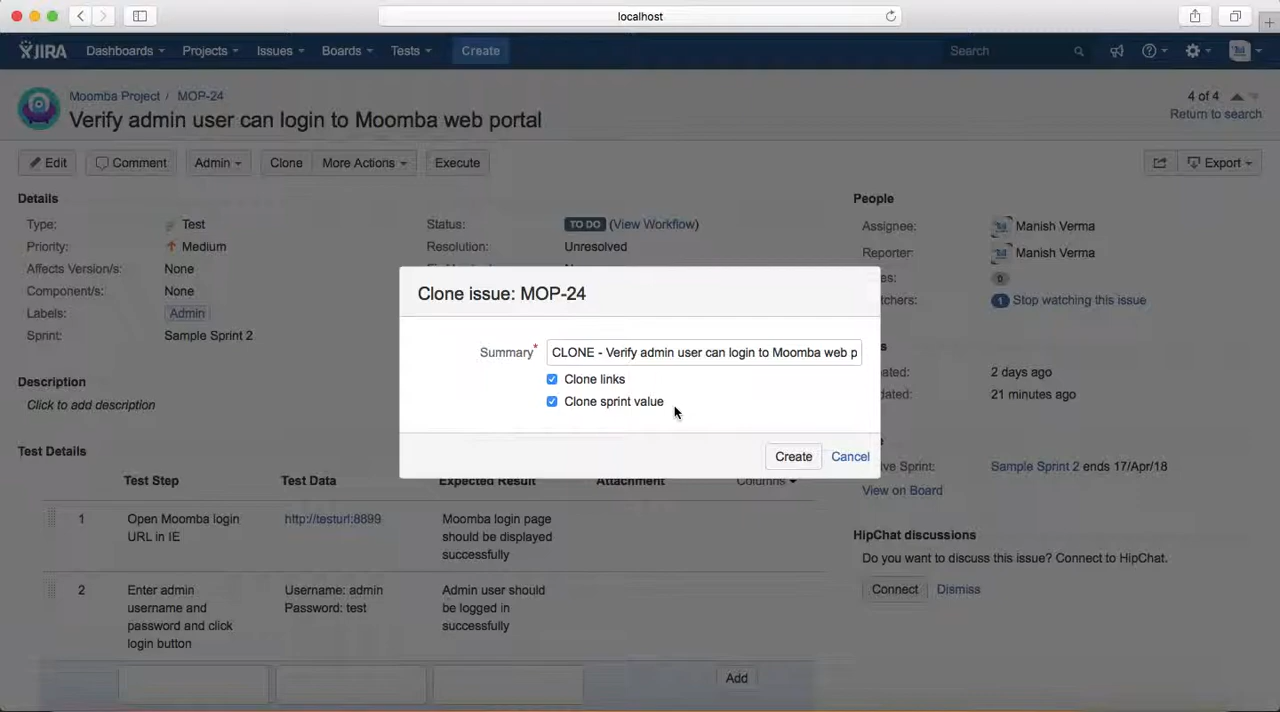 localhost
JIRA Dashboards Projects Issues Boards Tests Create Search
Moomba Project / MOP-24
Verify admin user can login to Moomba web portal
4 of 4
Return to search
Edit Comment Admin Clone More Actions Execute Export
Details
Type: Test
Priority: Medium
Affects Version/s: None
Component/s: None
Labels: Admin
Sprint: Sample Sprint 2
Status: TO DO (View Workflow)
Resolution: Unresolved
People
Assignee: Manish Verma
Reporter: Manish Verma
0
1 Stop watching this issue
2 days ago
21 minutes ago
Clone issue: MOP-24
Summary* CLONE - Verify admin user can login to Moomba web p
Clone links
Clone sprint value
Create Cancel
Description
Click to add description
Test Details
Test Step Test Data Expected Result Attachment Columns
1
Open Moomba login
URL in IE
http://testurl:8899
Moomba login page
should be displayed
successfully
2
Enter admin
username and
password and click
login button
Username: admin
Password: test
Admin user should
be logged in
successfully
Add
Sample Sprint 2 ends 17/Apr/18
View on Board
HipChat discussions
Do you want to discuss this issue? Connect to HipChat.
Connect Dismiss